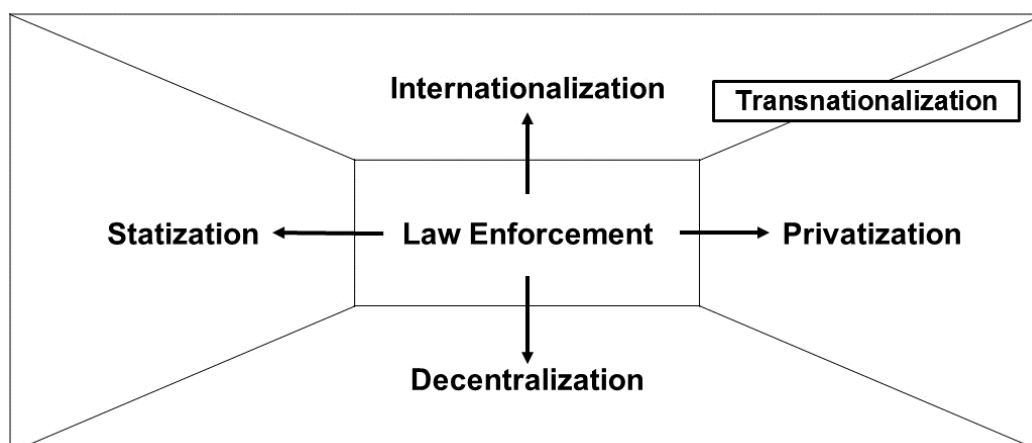 Internationalization
Transnationalization
Statization
Law Enforcement
Privatization
Decentralization